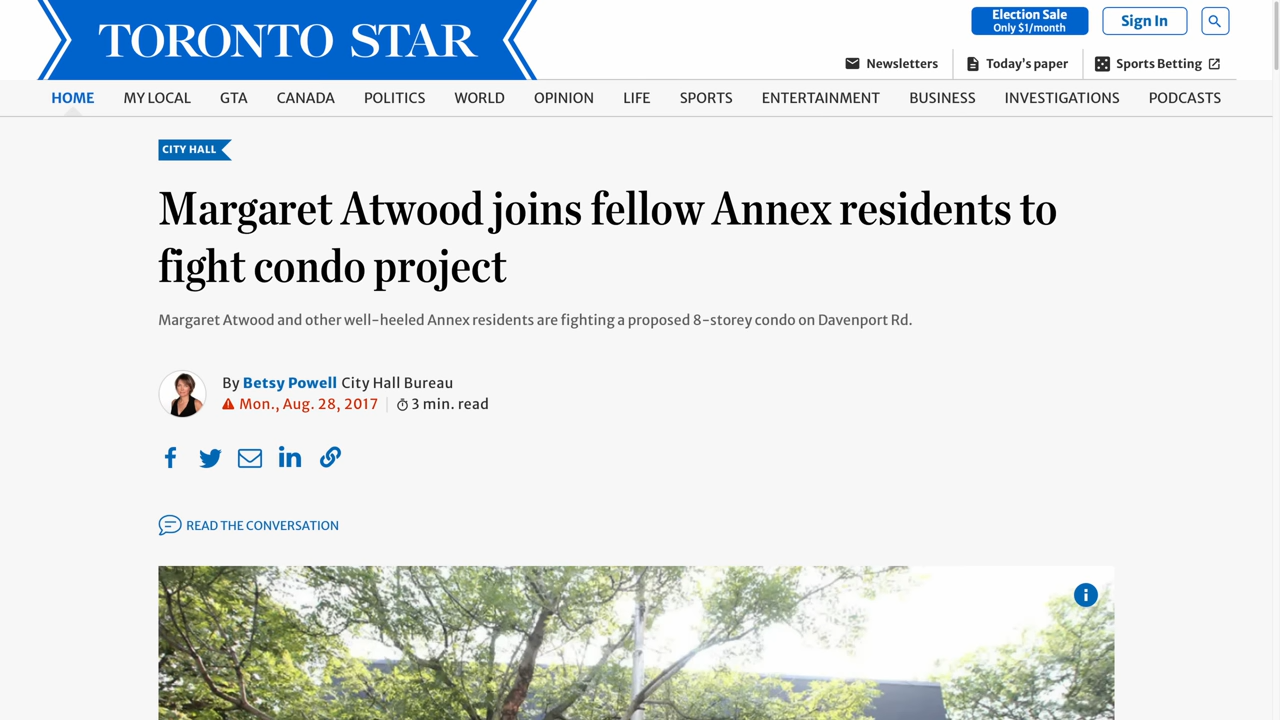 TORONTO STAR
Election Sale
Only $1/month
Sign In
Newsletters
Today's paper
Sports Betting
HOME MY LOCAL GTA CANADA POLITICS WORLD OPINION LIFE SPORTS ENTERTAINMENT BUSINESS INVESTIGATIONS PODCASTS
CITY HALL
Margaret Atwood joins fellow Annex residents to
fight condo project
Margaret Atwood and other well-heeled Annex residents are fighting a proposed 8-storey condo on Davenport Rd.
By Betsy Powell City Hall Bureau
Mon., Aug. 28, 2017 3 min. read
READ THE CONVERSATION